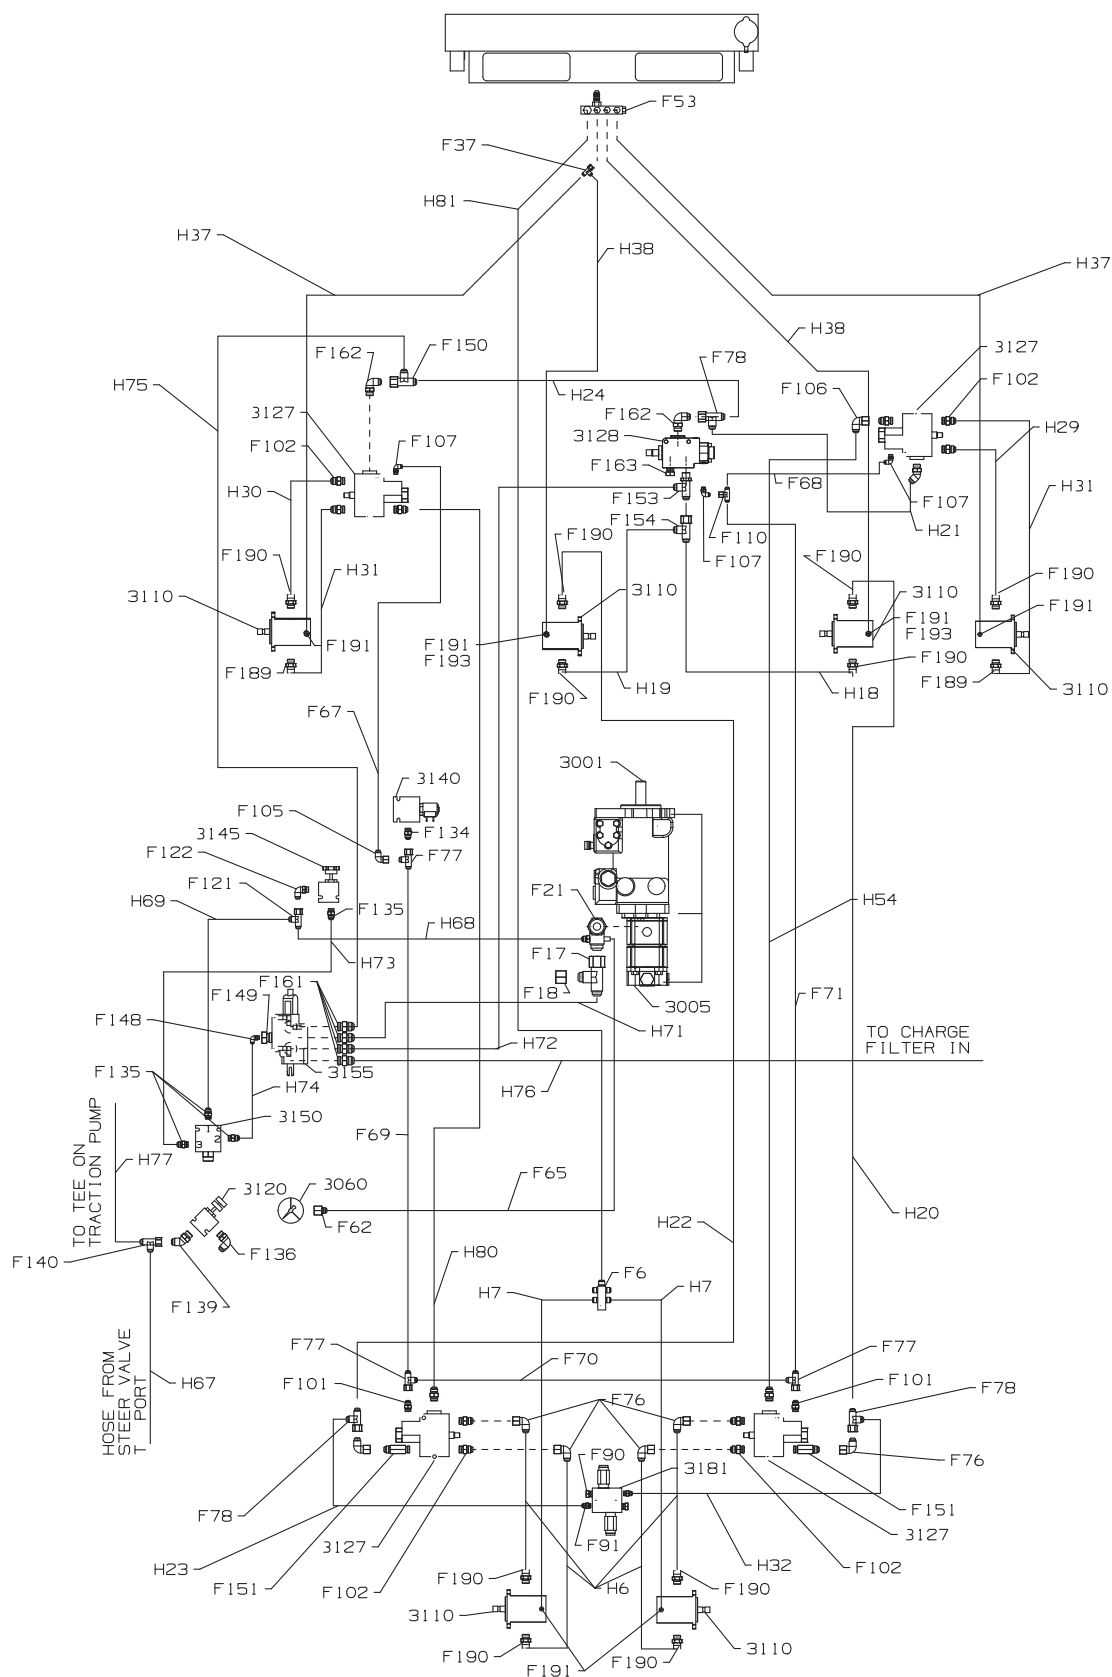 F53
F37
H81
H37
H38
H37
H38
F162
F150
F78
3127
H75
H24
F106
F102
3127
F162
F102
F107
3128
H29
F163
H30
F153
F68
F107
H31
F154
F110
H21
F190
F190
F107
F190
H31
3110
F190
3110
3110
F191
F191
F191
F193
F191
F193
F190
F189
H19
H18
F189
3110
F190
F67
3001
3140
F105
F134
3145
F77
F122
F121
F21
H69
F135
H68
H54
H73
F17
F161
F149
F18
F71
3005
F148
H71
TO CHARGE
FILTER IN
H72
F135
3155
H74
H76
3150
1
2
3
F69
TO TEE ON
TRACTION PUMP
H77
F65
3120
3060
H20
H22
F62
F136
F140
H80
F6
H7
H7
F139
HOSE FROM
STEER VALVE
T PORT
H67
F77
F77
F70
F101
F101
F76
F78
F90
3181
F76
F78
F151
F91
3127
3127
H23
H32
F102
F151
F102
F190
H6
F190
3110
3110
F190
F191
F190